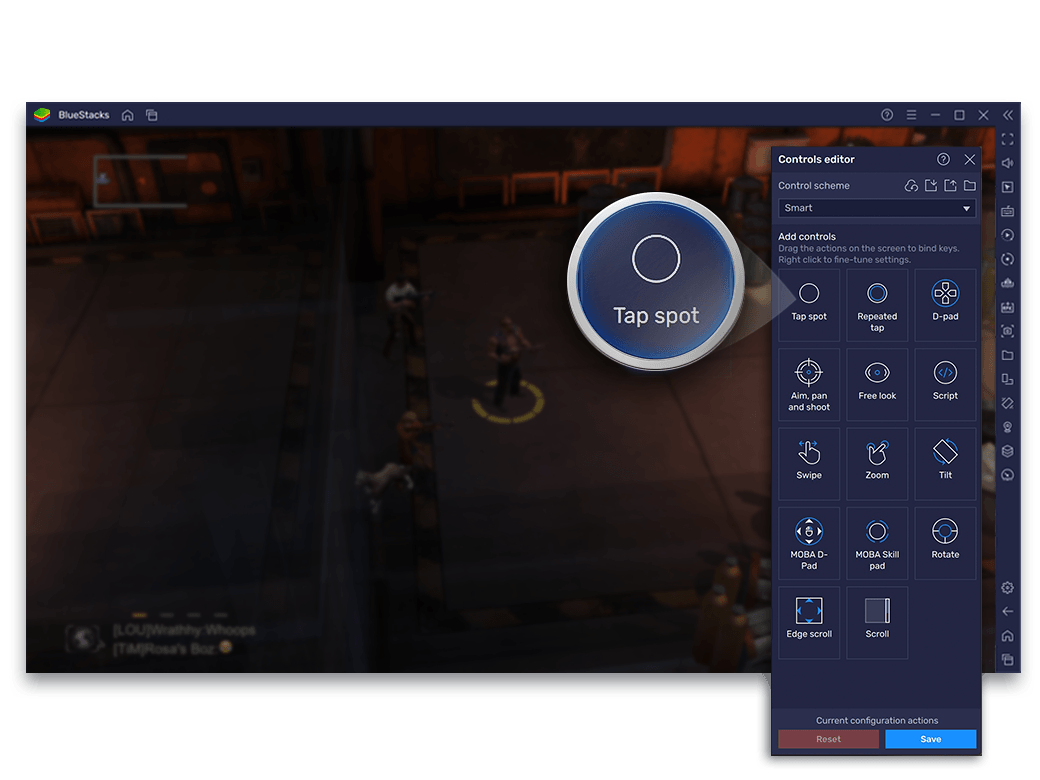 BlueStacks
Controls editor
Control scheme
Smart
Add controls
Drag the actions on the screen to bind keys.
Right click to fine-tune settings.
Tap spot
Tap spot
Repeated
tap
D-pad
Aim, pan
and shoot
Free look
Script
Swipe
Zoom
Tilt
MOBA D-
Pad
MOBA Skill
pad
Rotate
Edge scroll
Scroll
[LOU]Wrathhy:Whoops
[TiM]Rosa's Boz:
Current configuration actions
Reset
Save